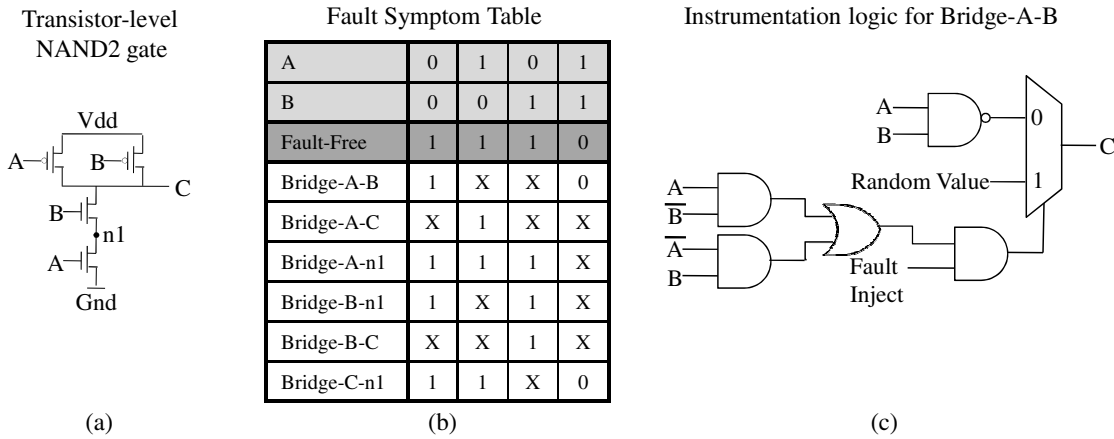 Transistor-level
NAND2 gate
Vdd
A
B
C
B
n1
A
Gnd
(a)
Fault Symptom Table
A 0 1 0 1
B 0 0 1 1
Fault-Free 1 1 1 0
Bridge-A-B 1 X X 0
Bridge-A-C X 1 X X
Bridge-A-n1 1 1 1 X
Bridge-B-n1 1 X 1 X
Bridge-B-C X X 1 X
Bridge-C-n1 1 1 X 0
(b)
Instrumentation logic for Bridge-A-B
A
B
0
C
Random Value
1
A
B̅
A̅
B
Fault
Inject
(c)